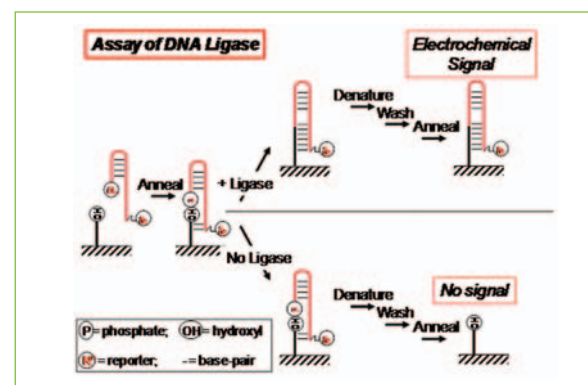 Assay of DNA Ligase
Electrochemical
Signal
Denature
Wash
Anneal
Anneal
+ Ligase
OH
No Ligase
No signal
Denature
Wash
Anneal
P = phosphate; OH = hydroxyl
R = reporter; - = base-pair